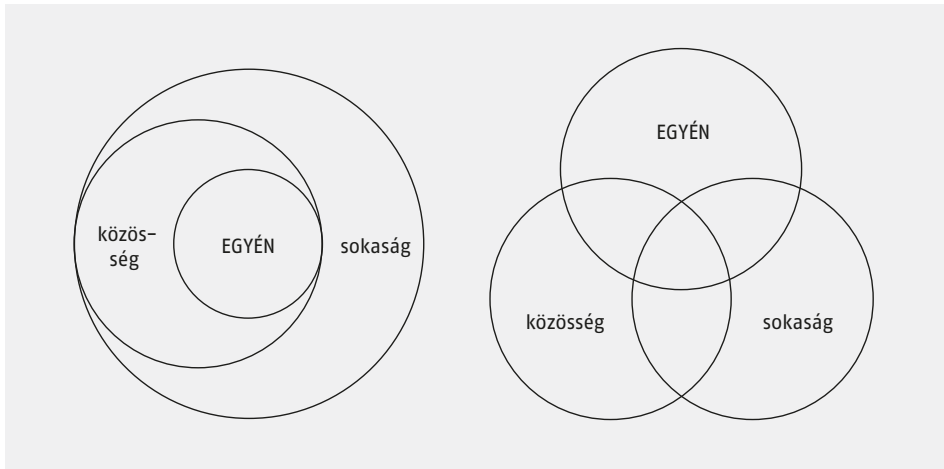 közös-
ség
EGYÉN
sokaság
EGYÉN
közösség
sokaság